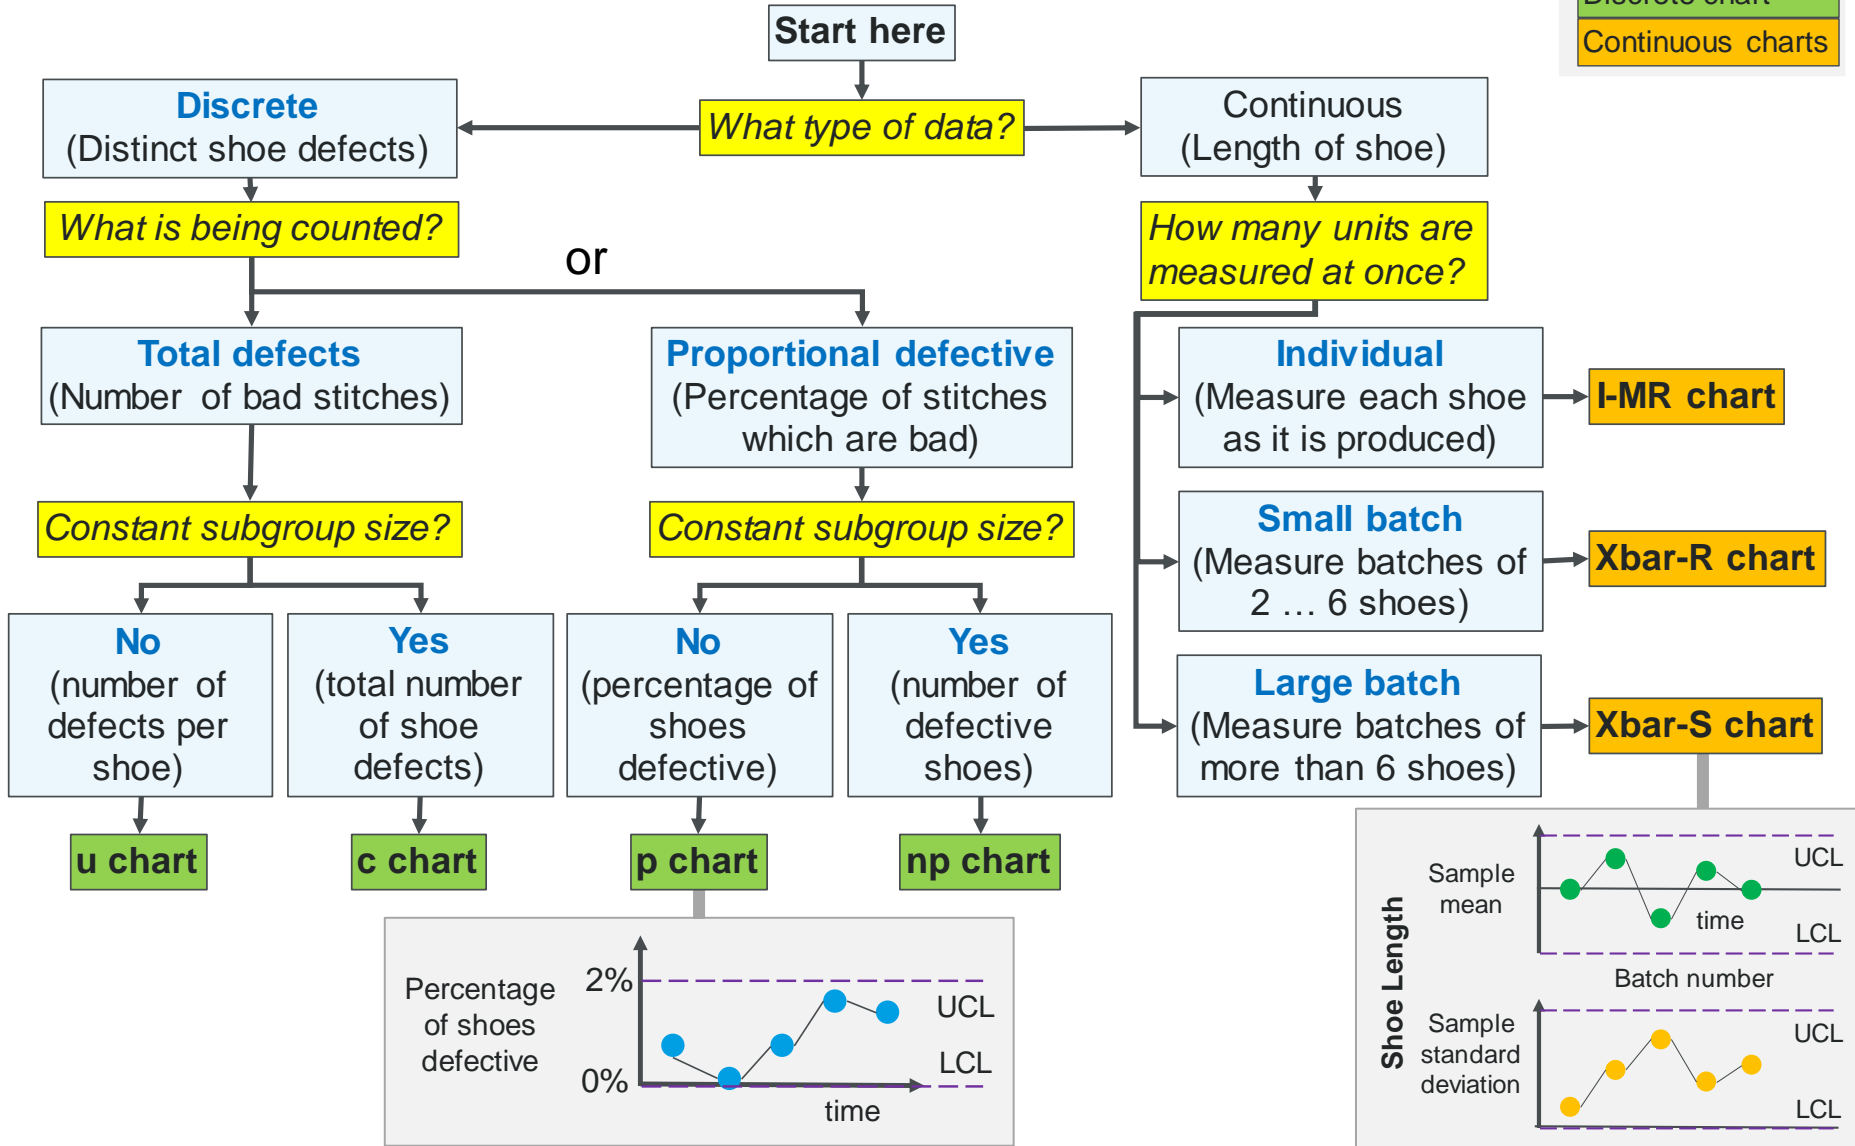 Start here
Discrete chart
Continuous charts
Discrete
(Distinct shoe defects)
What type of data?
Continuous
(Length of shoe)
What is being counted?
or
How many units are
measured at once?
Total defects
(Number of bad stitches)
Proportional defective
(Percentage of stitches
which are bad)
Individual
(Measure each shoe
as it is produced)
I-MR chart
Constant subgroup size?
Constant subgroup size?
Small batch
(Measure batches of
2 … 6 shoes)
Xbar-R chart
No
(number of
defects per
shoe)
Yes
(total number
of shoe
defects)
No
(percentage of
shoes
defective)
Yes
(number of
defective
shoes)
Large batch
(Measure batches of
more than 6 shoes)
Xbar-S chart
u chart
c chart
p chart
np chart
Percentage
of shoes
defective
2%
0%
UCL
LCL
time
Shoe Length
Sample
mean
UCL
time
LCL
Batch number
Sample
standard
deviation
UCL
LCL